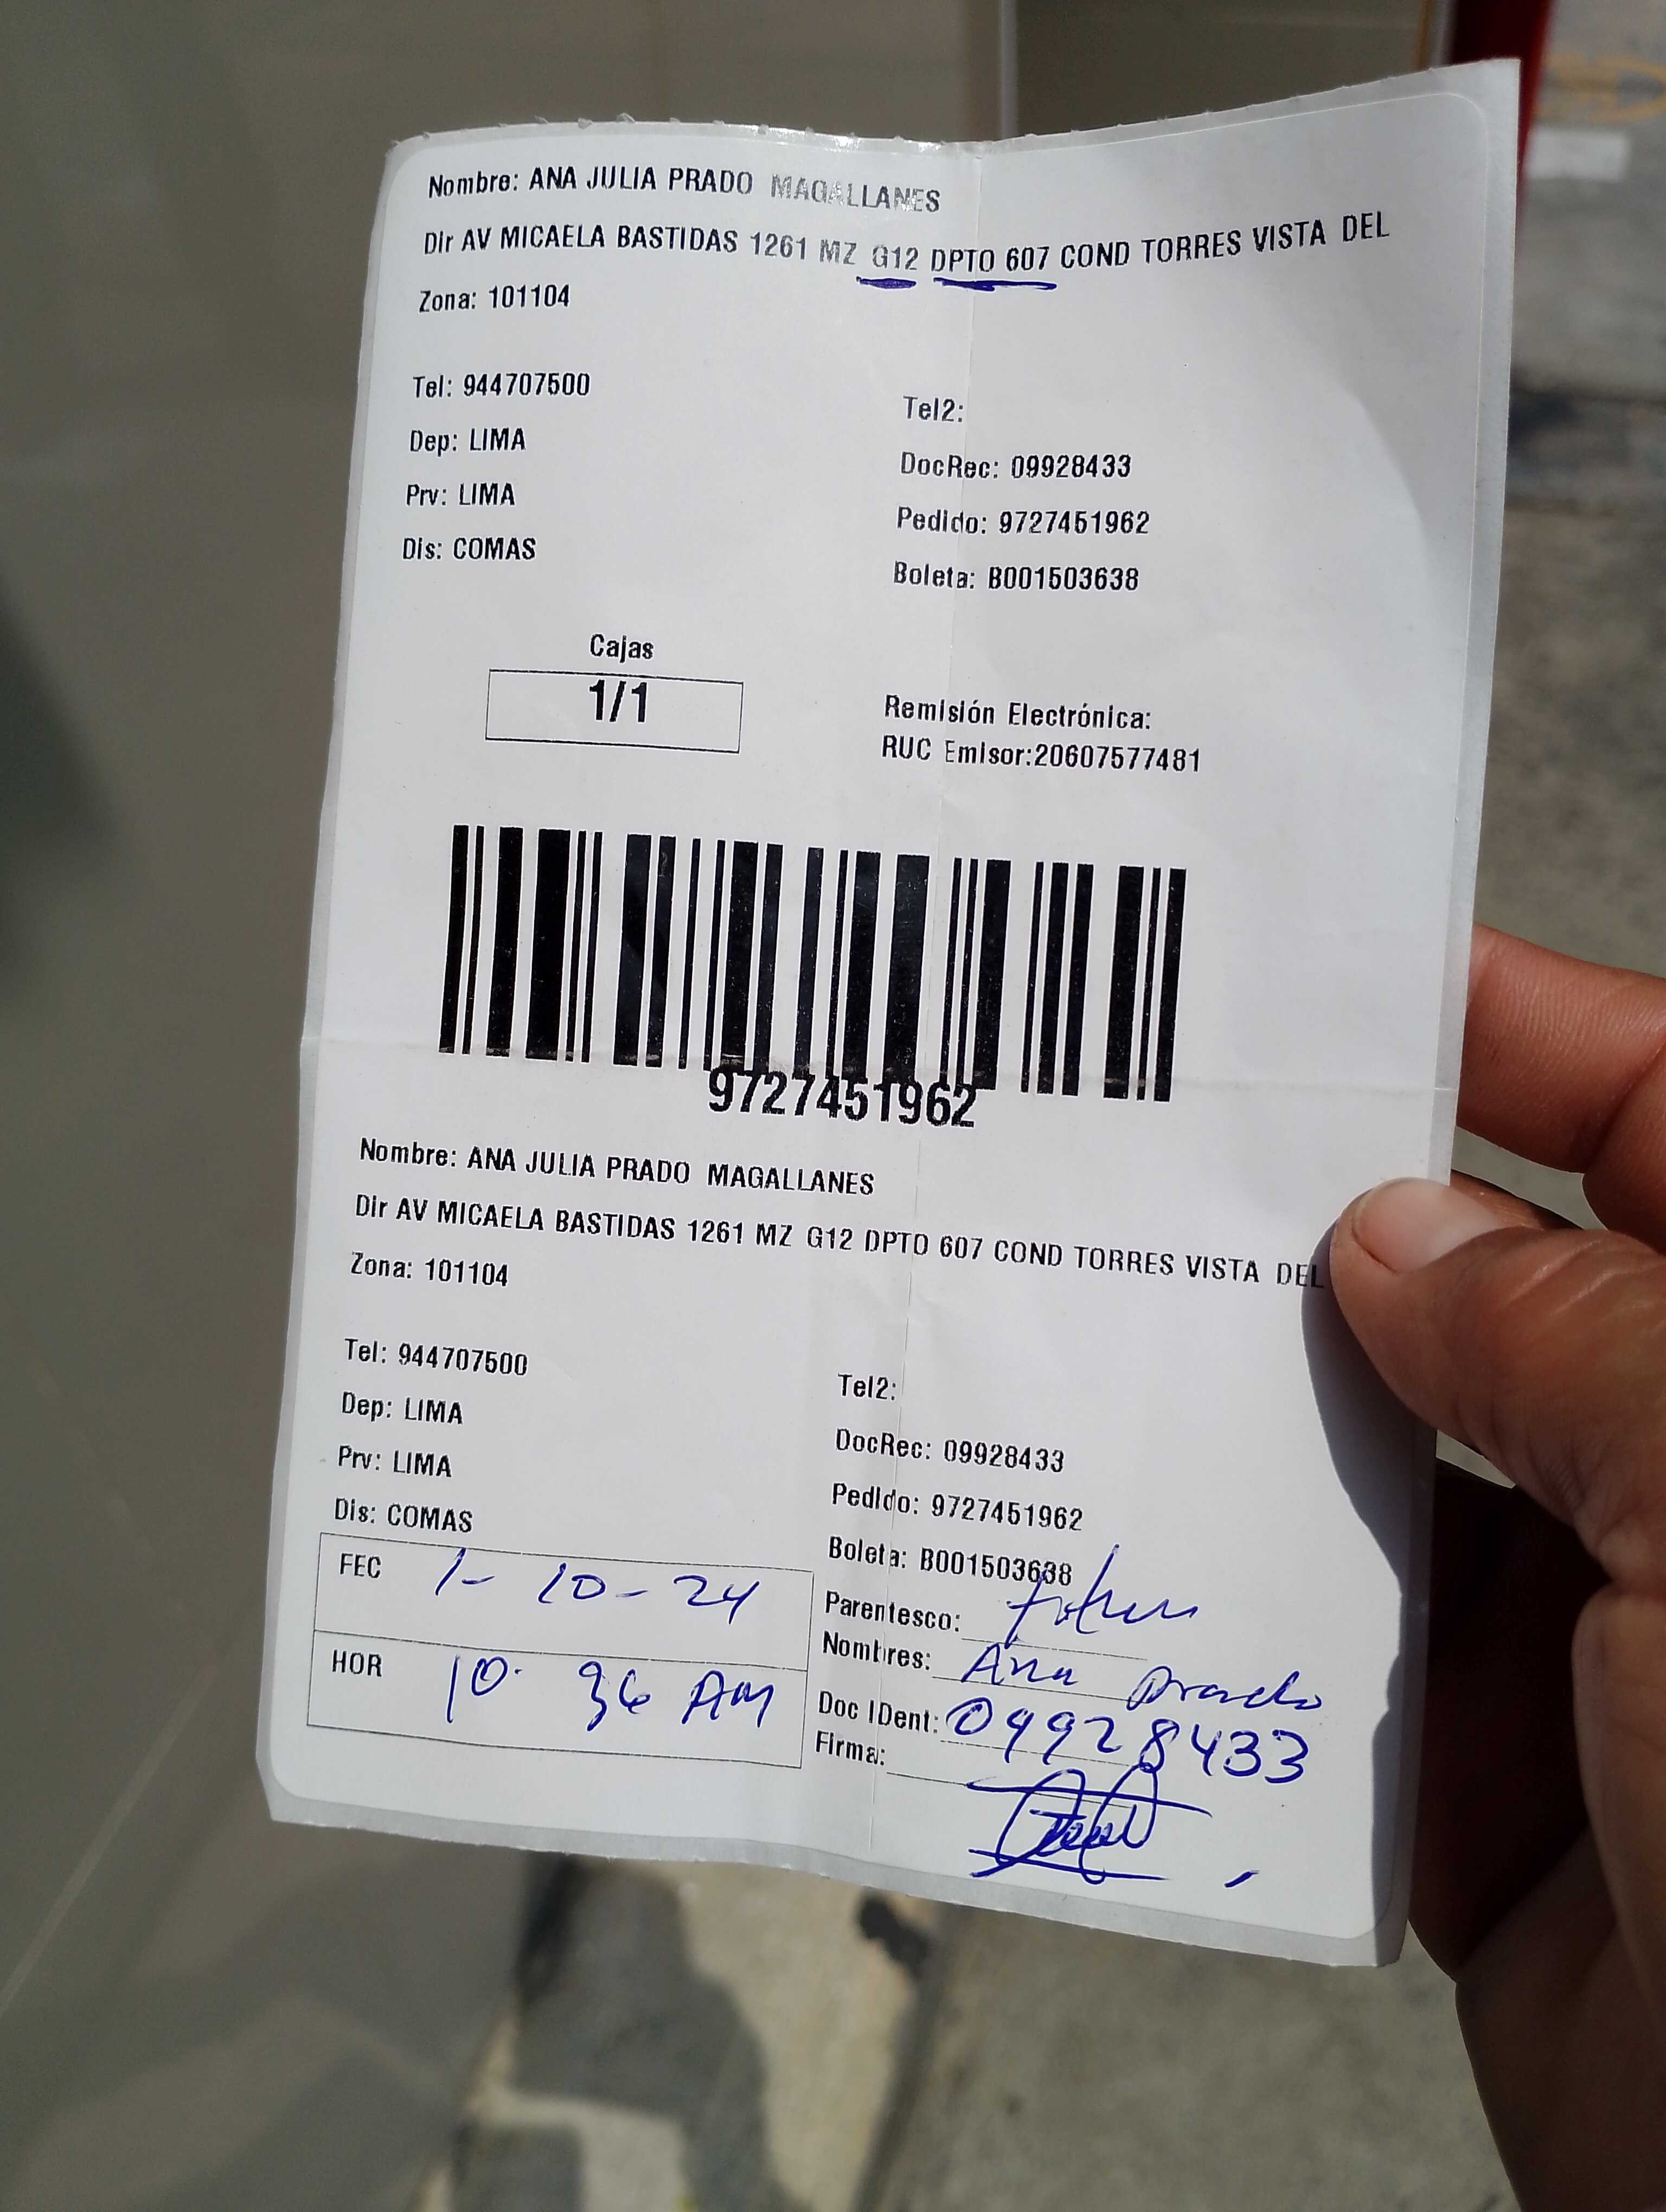 Nombre: ANA JULIA PRADO MAGALLANES
Dir AV MICAELA BASTIDAS 1261 MZ G12 DPTO 607 COND TORRES VISTA DEL
Zona: 101104
Tel: 944707500
Tel2:
Dep: LIMA
DocRec: 09928433
Prv: LIMA
Pedido: 9727451962
Dis: COMAS
Boleta: B001503638
Cajas
1/1
Remisión Electrónica:
RUC Emisor:20607577481
9727451962
Nombre: ANA JULIA PRADO MAGALLANES
Dir AV MICAELA BASTIDAS 1261 MZ G12 DPTO 607 COND TORRES VISTA DEL
Zona: 101104
Tel: 944707500
Tel2:
Dep: LIMA
DocRec: 09928433
Prv: LIMA
Pedido: 9727451962
Dis: COMAS
Boleta: B001503638
FEC 1-10-24
Parentesco:
HOR 10 36 AM
Nombres: Ana Prado
Doc IDent: 09928433
Firma: